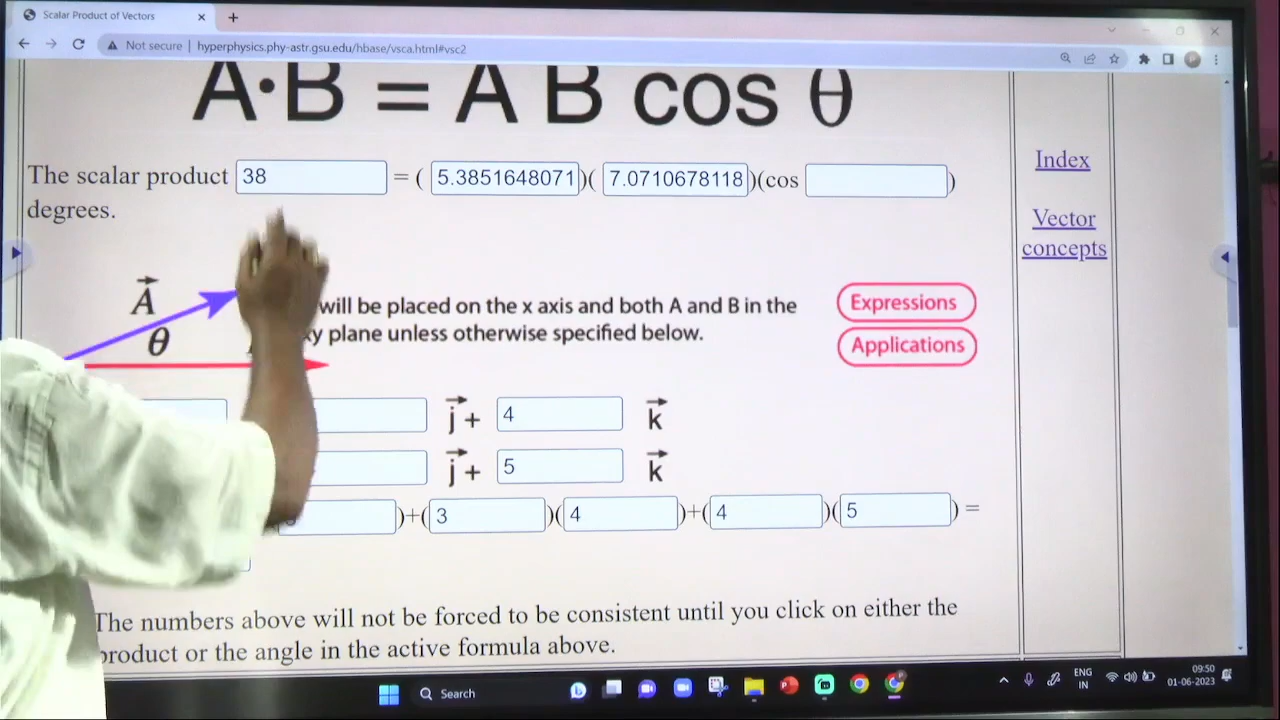 Scalar Product of Vectors
Not secure | hyperphysics.phy-astr.gsu.edu/hbase/vsca.html#vsc2
A·B = A B cos θ
The scalar product 38 = ( 5.3851648071 )( 7.0710678118 )(cos )
degrees.
Index
Vector
concepts
A
θ
will be placed on the x axis and both A and B in the
xy plane unless otherwise specified below.
Expressions
Applications
j + 4 k
j + 5 k
)+( 3 )( 4 )+( 4 )( 5 ) =
The numbers above will not be forced to be consistent until you click on either the
product or the angle in the active formula above.
Search
ENG
IN
09:50
01-06-2023